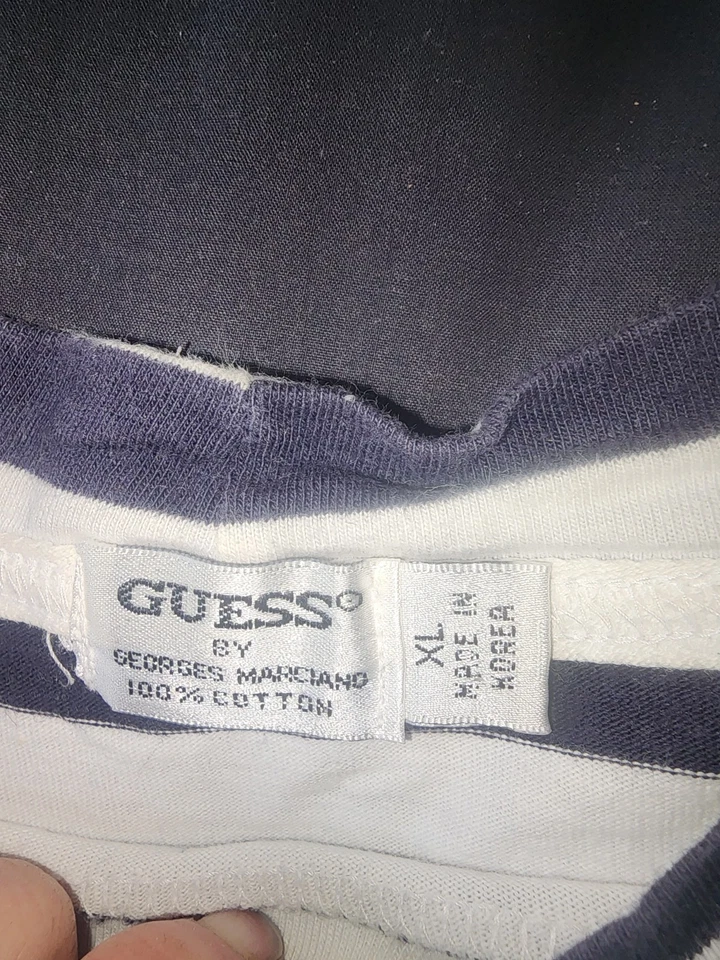 GUESS®
BY
GEORGES MARCIANO
100% COTTON
XL
MADE IN
KOREA